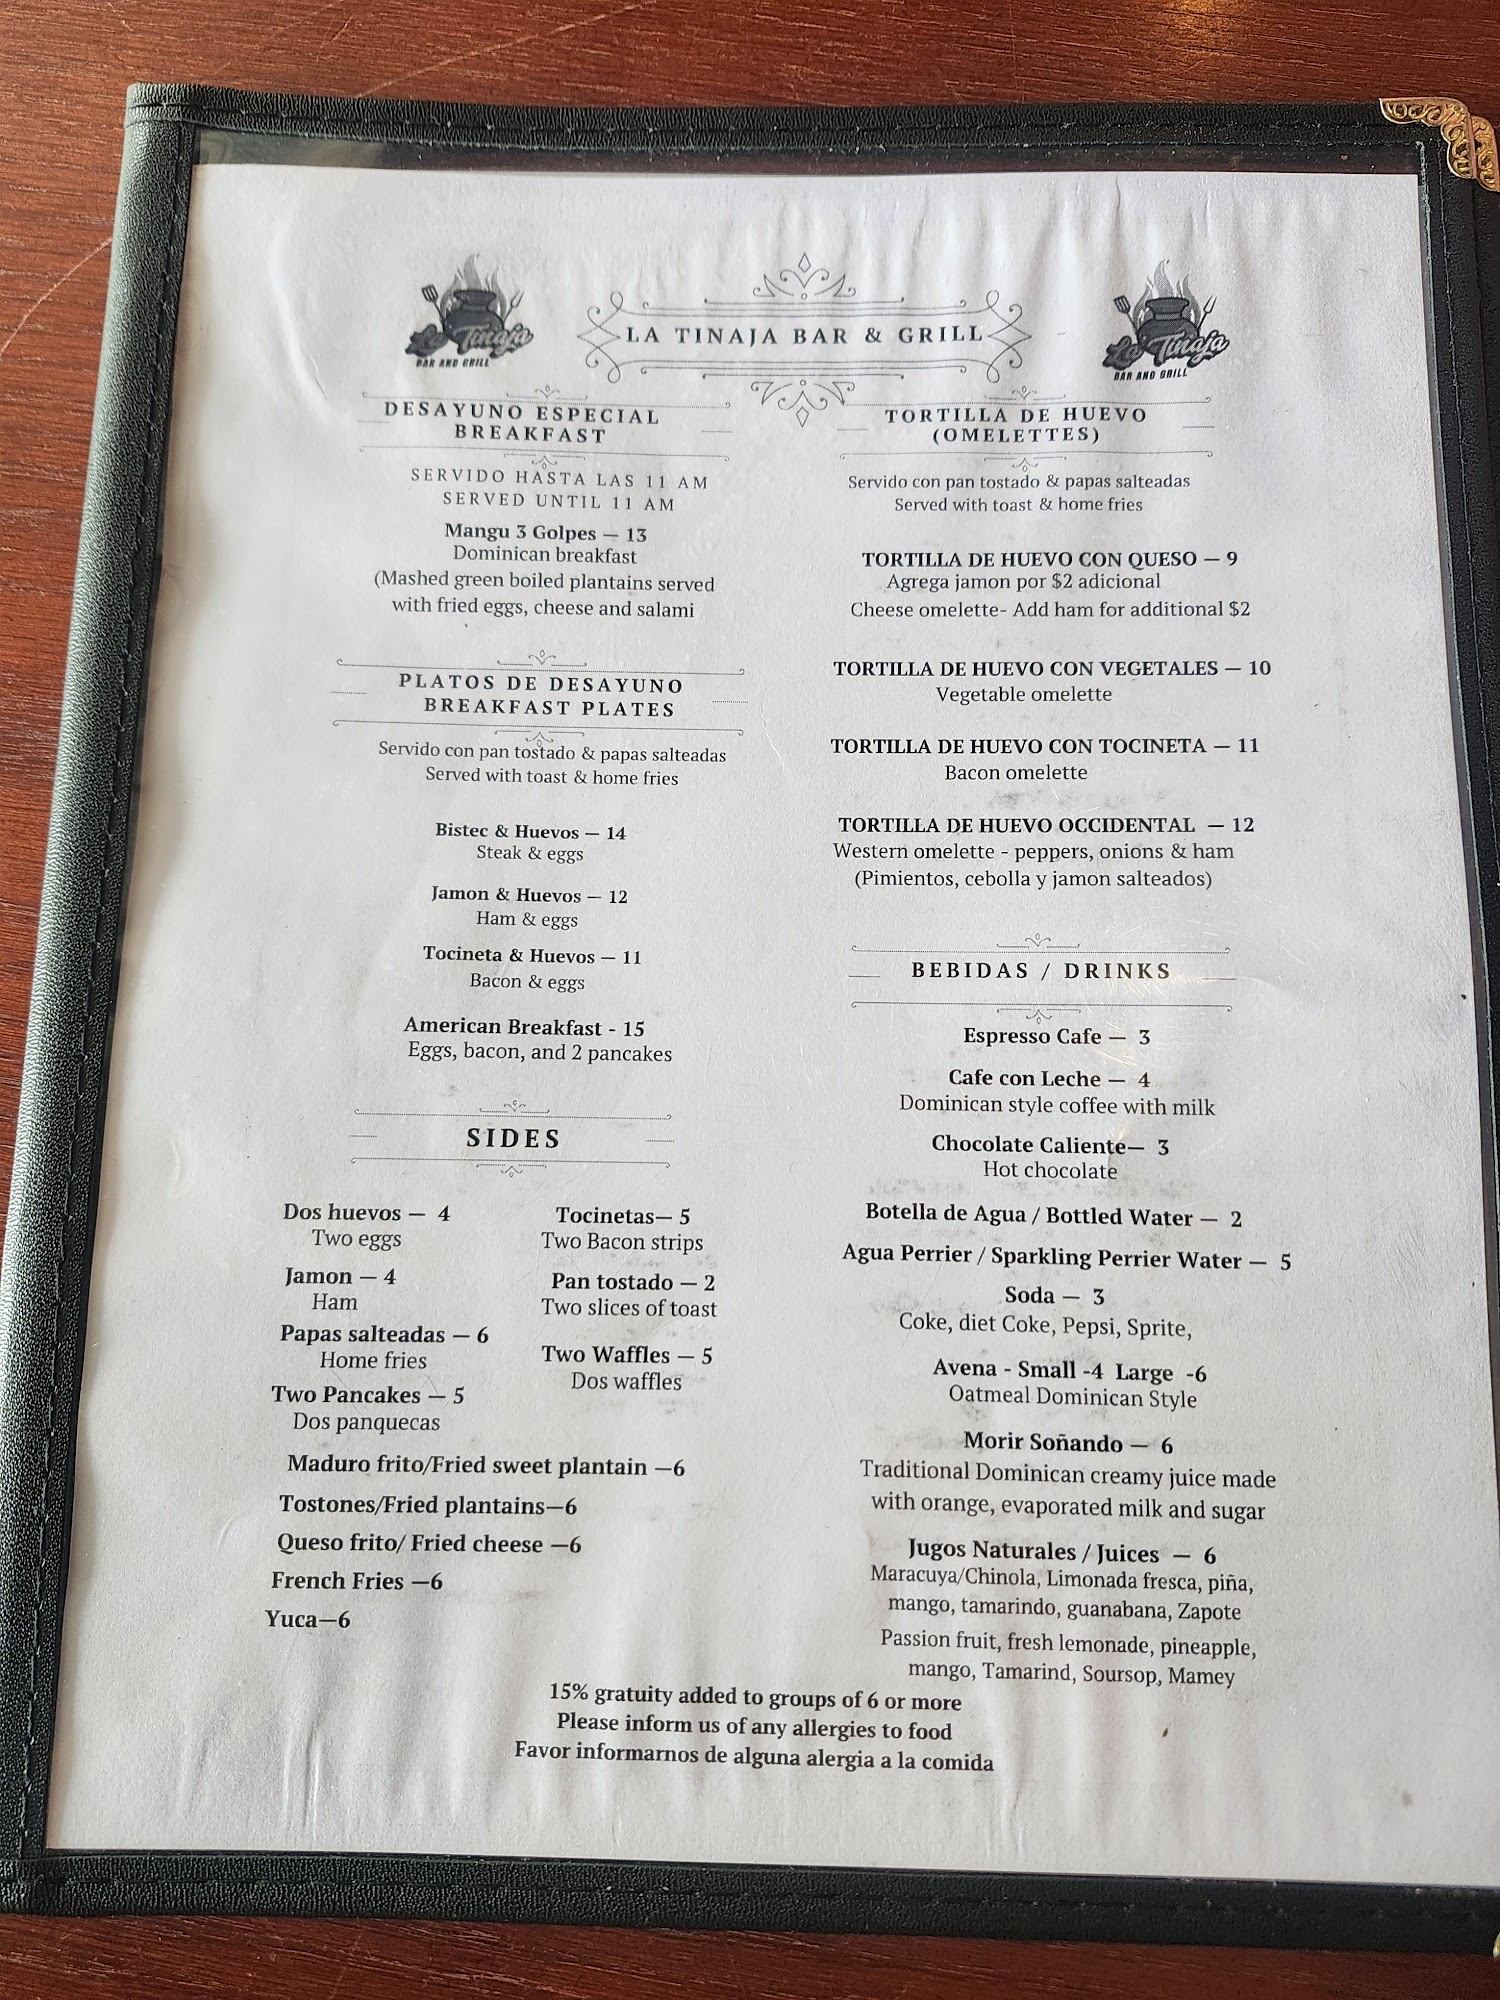 La Tinaja
BAR AND GRILL
LA TINAJA BAR & GRILL
La Tinaja
BAR AND GRILL
DESAYUNO ESPECIAL
BREAKFAST
SERVIDO HASTA LAS 11 AM
SERVED UNTIL 11 AM
Mangu 3 Golpes — 13
Dominican breakfast
(Mashed green boiled plantains served
with fried eggs, cheese and salami
PLATOS DE DESAYUNO
BREAKFAST PLATES
Servido con pan tostado & papas salteadas
Served with toast & home fries
Bistec & Huevos — 14
Steak & eggs
Jamon & Huevos — 12
Ham & eggs
Tocineta & Huevos — 11
Bacon & eggs
American Breakfast - 15
Eggs, bacon, and 2 pancakes
SIDES
Dos huevos — 4
Two eggs
Jamon — 4
Ham
Papas salteadas — 6
Home fries
Two Pancakes — 5
Dos panquecas
Tocinetas— 5
Two Bacon strips
Pan tostado — 2
Two slices of toast
Two Waffles — 5
Dos waffles
Maduro frito/Fried sweet plantain —6
Tostones/Fried plantains—6
Queso frito/ Fried cheese —6
French Fries —6
Yuca—6
TORTILLA DE HUEVO
(OMELETTES)
Servido con pan tostado & papas salteadas
Served with toast & home fries
TORTILLA DE HUEVO CON QUESO — 9
Agrega jamon por $2 adicional
Cheese omelette- Add ham for additional $2
TORTILLA DE HUEVO CON VEGETALES — 10
Vegetable omelette
TORTILLA DE HUEVO CON TOCINETA — 11
Bacon omelette
TORTILLA DE HUEVO OCCIDENTAL — 12
Western omelette - peppers, onions & ham
(Pimientos, cebolla y jamon salteados)
BEBIDAS / DRINKS
Espresso Cafe — 3
Cafe con Leche — 4
Dominican style coffee with milk
Chocolate Caliente— 3
Hot chocolate
Botella de Agua / Bottled Water — 2
Agua Perrier / Sparkling Perrier Water — 5
Soda — 3
Coke, diet Coke, Pepsi, Sprite,
Avena - Small -4 Large -6
Oatmeal Dominican Style
Morir Soñando — 6
Traditional Dominican creamy juice made
with orange, evaporated milk and sugar
Jugos Naturales / Juices — 6
Maracuya/Chinola, Limonada fresca, piña,
mango, tamarindo, guanabana, Zapote
Passion fruit, fresh lemonade, pineapple,
mango, Tamarind, Soursop, Mamey
15% gratuity added to groups of 6 or more
Please inform us of any allergies to food
Favor informarnos de alguna alergia a la comida